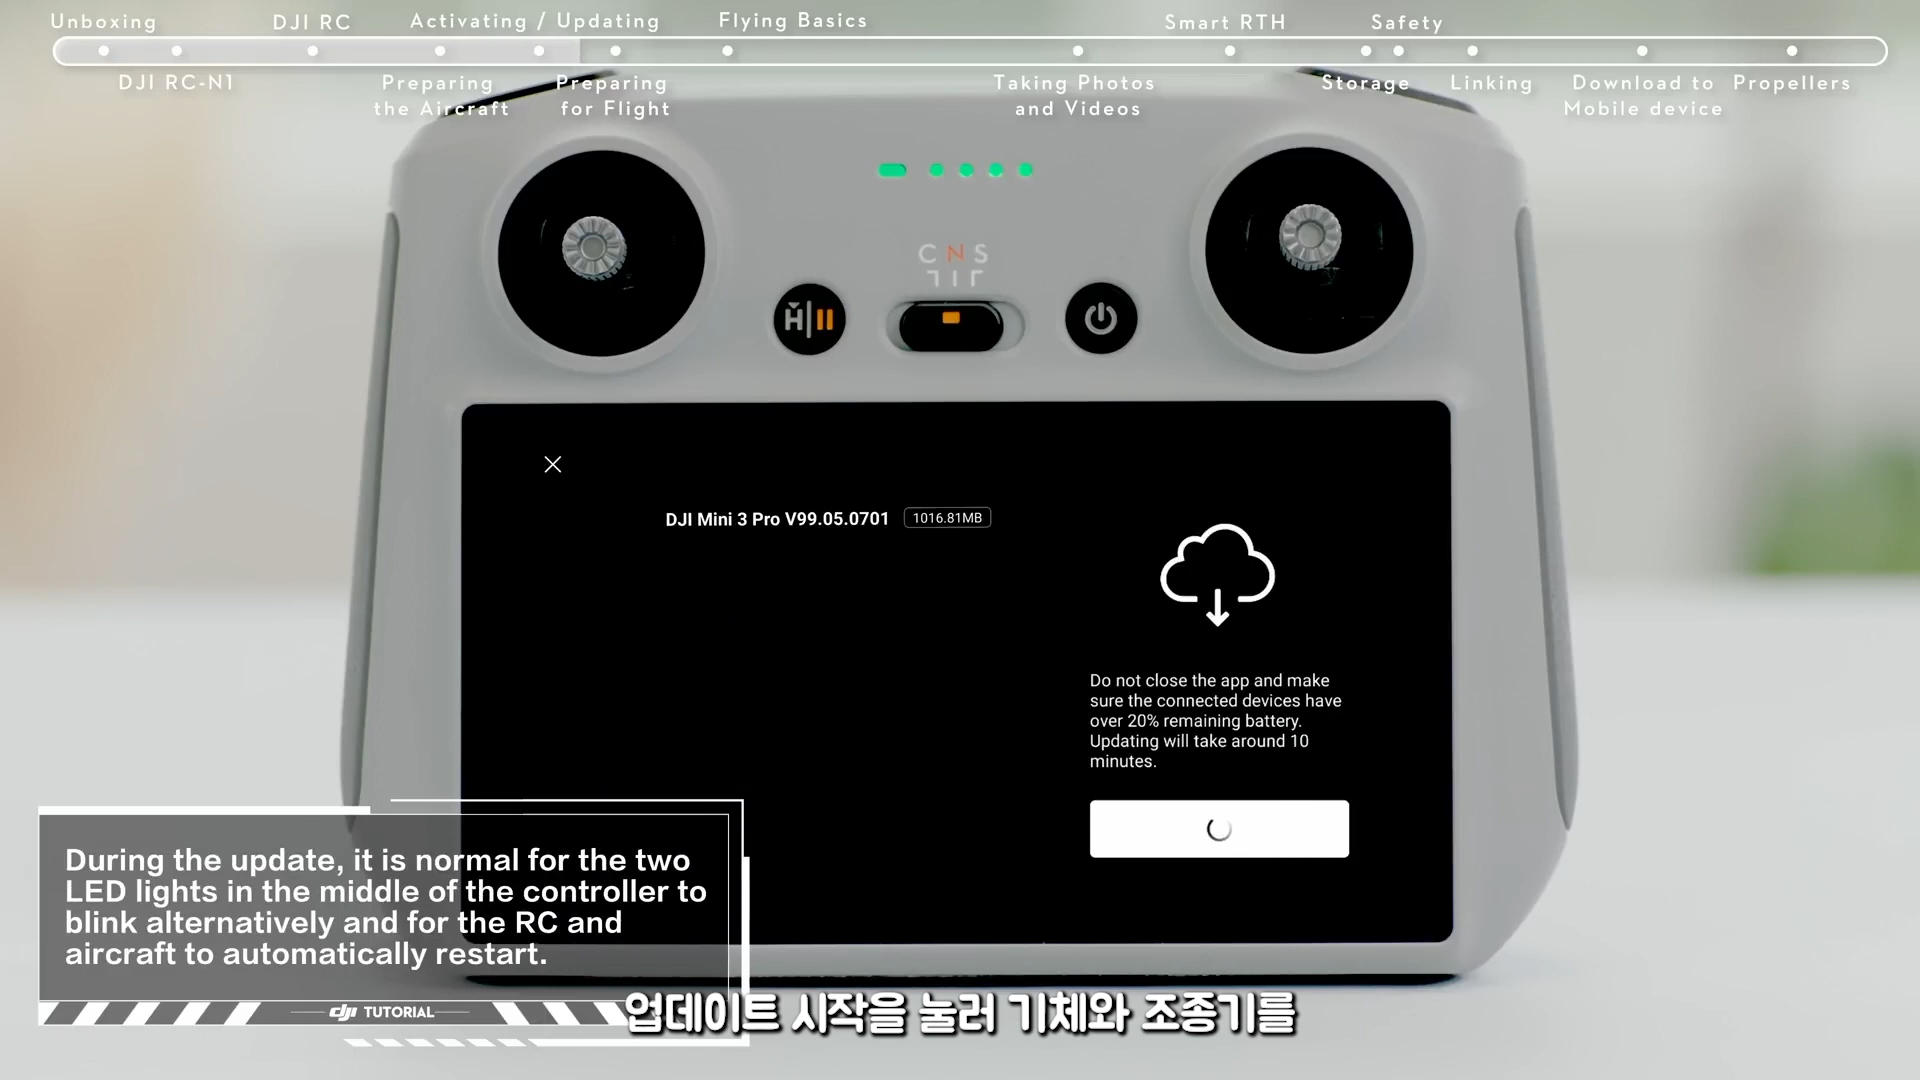 Unboxing
DJI RC
Activating / Updating
Flying Basics
Smart RTH
Safety
DJI RC-N1
Preparing
the Aircraft
Preparing
for Flight
Taking Photos
and Videos
Storage
Linking
Download to
Mobile device
Propellers
C N S
H
DJI Mini 3 Pro V99.05.0701 1016.81MB
Do not close the app and make
sure the connected devices have
over 20% remaining battery.
Updating will take around 10
minutes.
During the update, it is normal for the two
LED lights in the middle of the controller to
blink alternatively and for the RC and
aircraft to automatically restart.
dji TUTORIAL
업데이트 시작을 눌러 기체와 조종기를